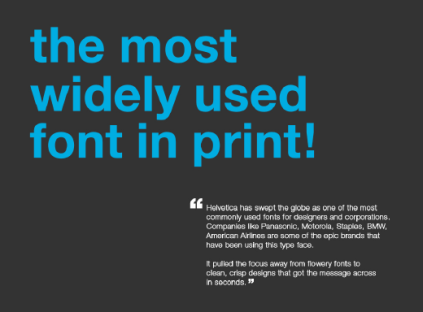 the most
widely used
font in print!
“ Helvetica has swept the globe as one of the most
commonly used fonts for designers and corporations.
Companies like Panasonic, Motorola, Staples, BMW,
American Airlines are some of the epic brands that
have been using this type face.
It pulled the focus away from flowery fonts to
clean, crisp designs that got the message across
in seconds. ”